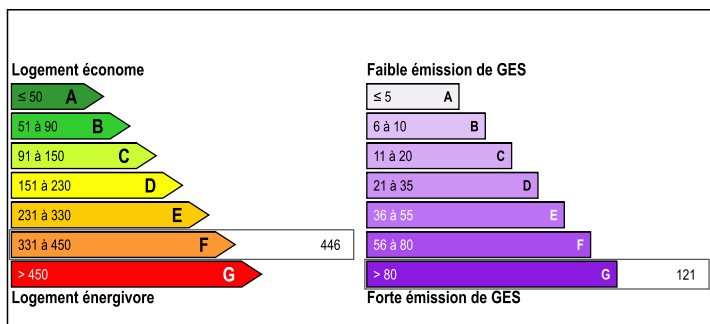 Logement économe
≤ 50 A
51 à 90 B
91 à 150 C
151 à 230 D
231 à 330 E
331 à 450 F 446
> 450 G
Logement énergivore
Faible émission de GES
≤ 5 A
6 à 10 B
11 à 20 C
21 à 35 D
36 à 55 E
56 à 80 F
> 80 G 121
Forte émission de GES